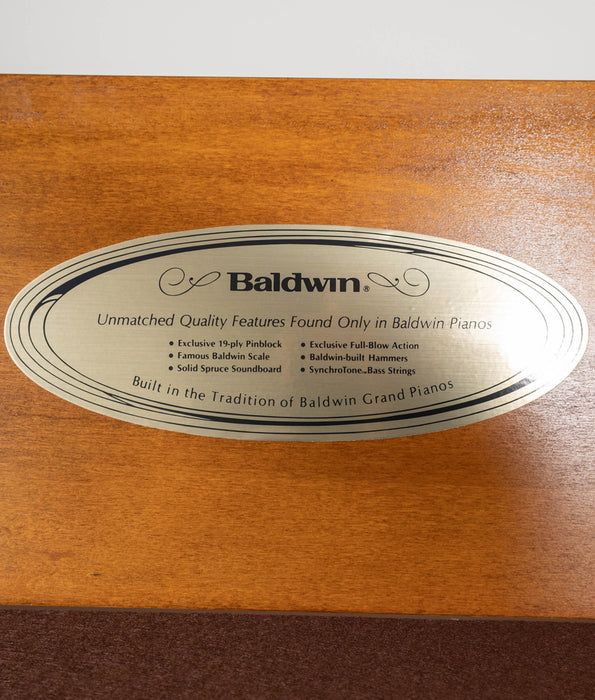 Baldwin®
Unmatched Quality Features Found Only in Baldwin Pianos
• Exclusive 19-ply Pinblock • Exclusive Full-Blow Action
• Famous Baldwin Scale • Baldwin-built Hammers
• Solid Spruce Soundboard • SynchroTone™ Bass Strings
Built in the Tradition of Baldwin Grand Pianos